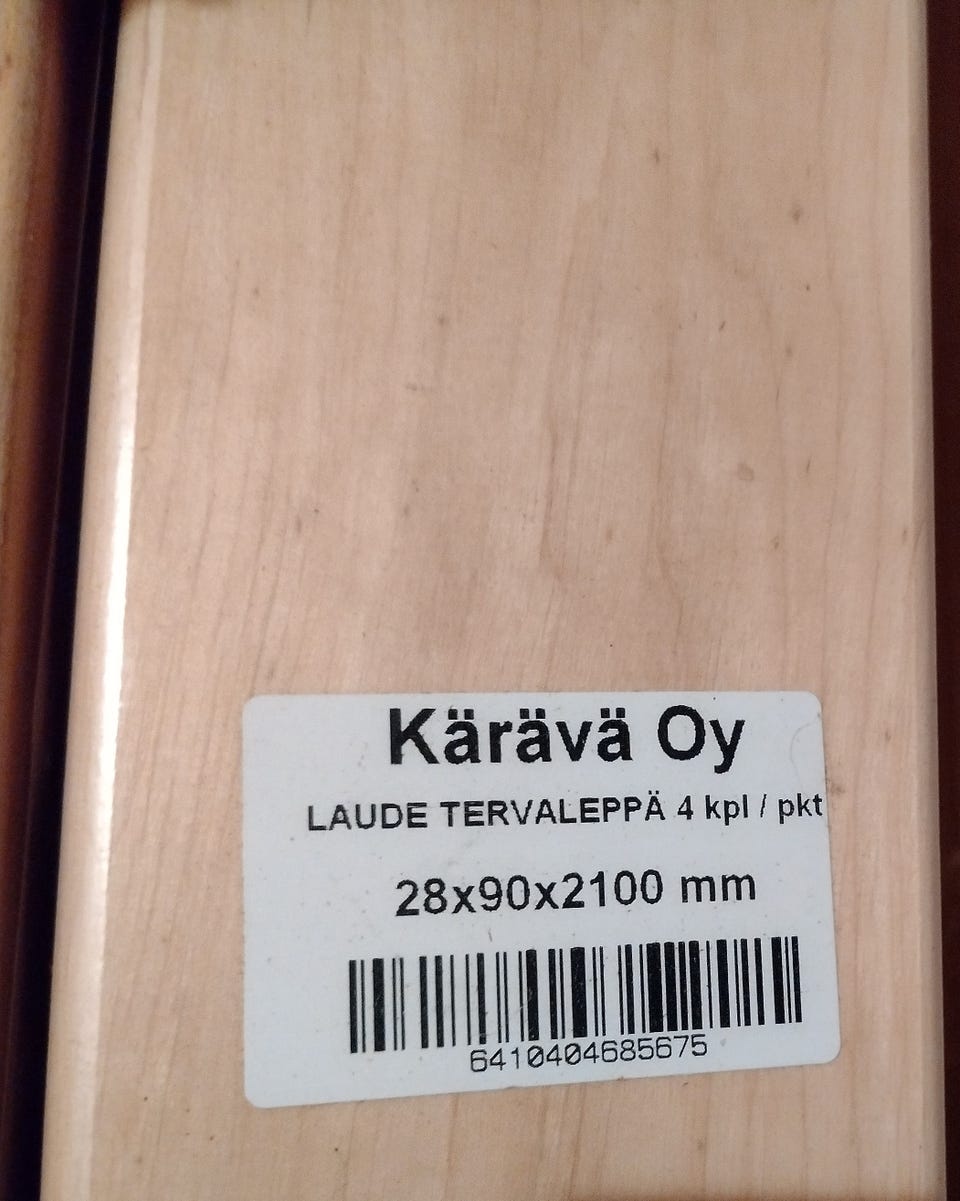 Kärävä Oy
LAUDE TERVALEPPÄ 4 kpl / pkt
28x90x2100 mm
6410404685675